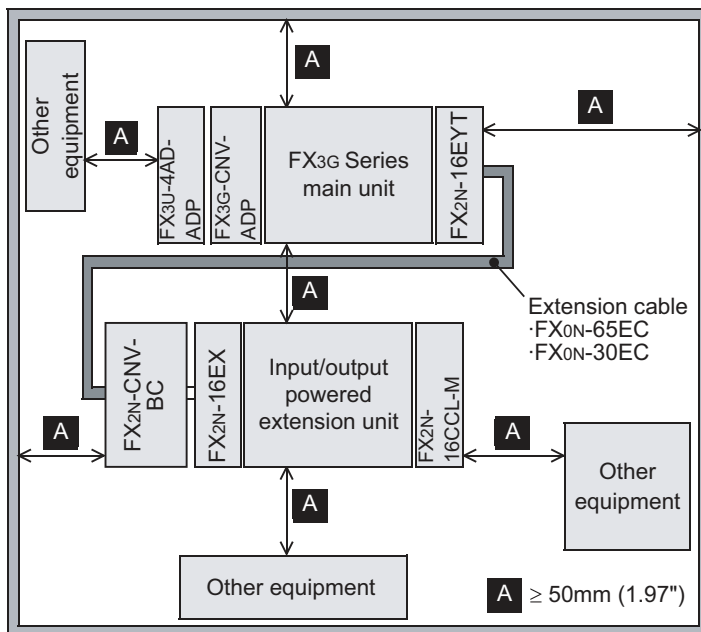 A
Other
equipment
A
A
FX3U-4AD-
ADP
FX3G-CNV-
ADP
FX3G Series
main unit
FX2N-16EYT
A
Extension cable
·FX0N-65EC
·FX0N-30EC
FX2N-CNV-
BC
FX2N-16EX
Input/output
powered
extension unit
FX2N-
16CCL-M
A
A
Other
equipment
A
Other equipment
A ≥ 50mm (1.97")